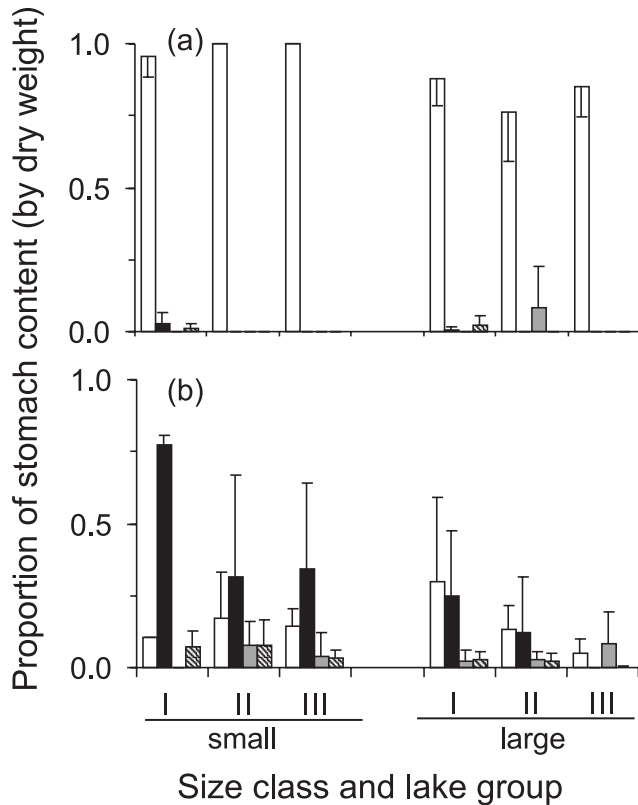 Proportion of stomach content (by dry weight)
1.0
(a)
0.5
0.0
1.0
(b)
0.5
0.0
I II III I II III
small large
Size class and lake group